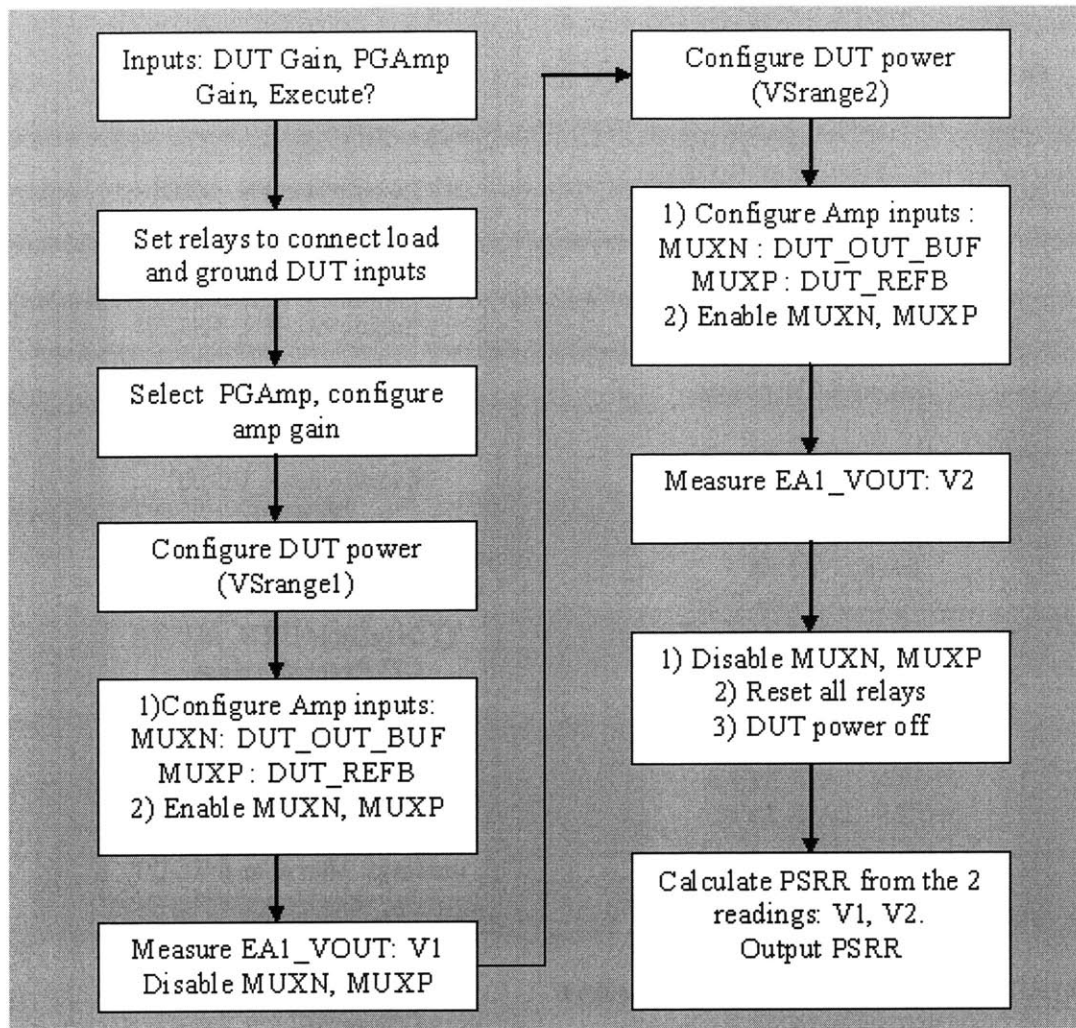 Inputs: DUT Gain, PGAmp
Gain, Execute?
Set relays to connect load
and ground DUT inputs
Select PGAmp, configure
amp gain
Configure DUT power
(VSrange1)
1)Configure Amp inputs:
MUXN: DUT_OUT_BUF
MUXP : DUT_REFB
2) Enable MUXN, MUXP
Measure EA1_VOUT: V1
Disable MUXN, MUXP
Configure DUT power
(VSrange2)
1) Configure Amp inputs :
MUXN : DUT_OUT_BUF
MUXP : DUT_REFB
2) Enable MUXN, MUXP
Measure EA1_VOUT: V2
1) Disable MUXN, MUXP
2) Reset all relays
3) DUT power off
Calculate PSRR from the 2
readings: V1, V2.
Output PSRR